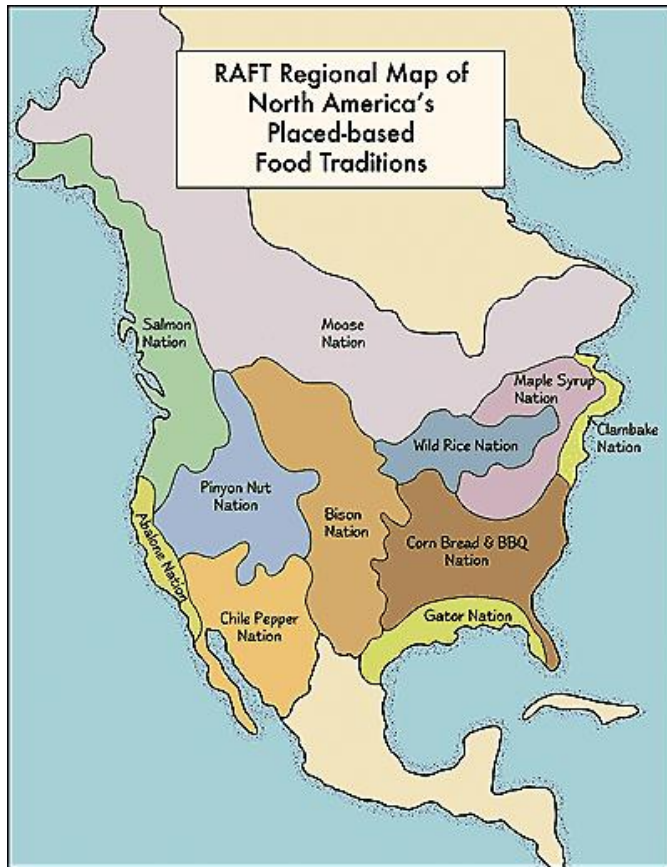 RAFT Regional Map of
North America's
Placed-based
Food Traditions
Salmon
Nation
Moose
Nation
Maple Syrup
Nation
Clambake
Nation
Wild Rice Nation
Pinyon Nut
Nation
Bison
Nation
Abalone Nation
Corn Bread & BBQ
Nation
Chile Pepper
Nation
Gator Nation